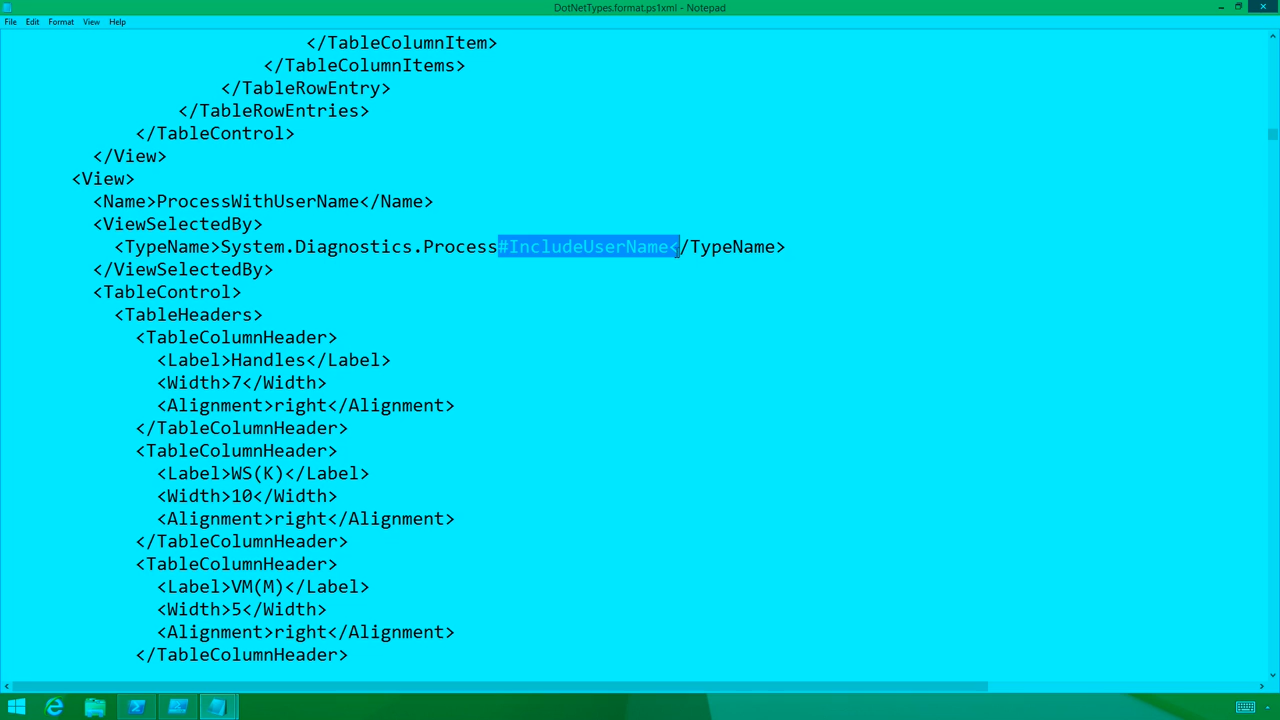 DotNetTypes.format.ps1xml - Notepad
File Edit Format View Help
</TableColumnItem>
</TableColumnItems>
</TableRowEntry>
</TableRowEntries>
</TableControl>
</View>
<View>
<Name>ProcessWithUserName</Name>
<ViewSelectedBy>
<TypeName>System.Diagnostics.Process#IncludeUserName</TypeName>
</ViewSelectedBy>
<TableControl>
<TableHeaders>
<TableColumnHeader>
<Label>Handles</Label>
<Width>7</Width>
<Alignment>right</Alignment>
</TableColumnHeader>
<TableColumnHeader>
<Label>WS(K)</Label>
<Width>10</Width>
<Alignment>right</Alignment>
</TableColumnHeader>
<TableColumnHeader>
<Label>VM(M)</Label>
<Width>5</Width>
<Alignment>right</Alignment>
</TableColumnHeader>